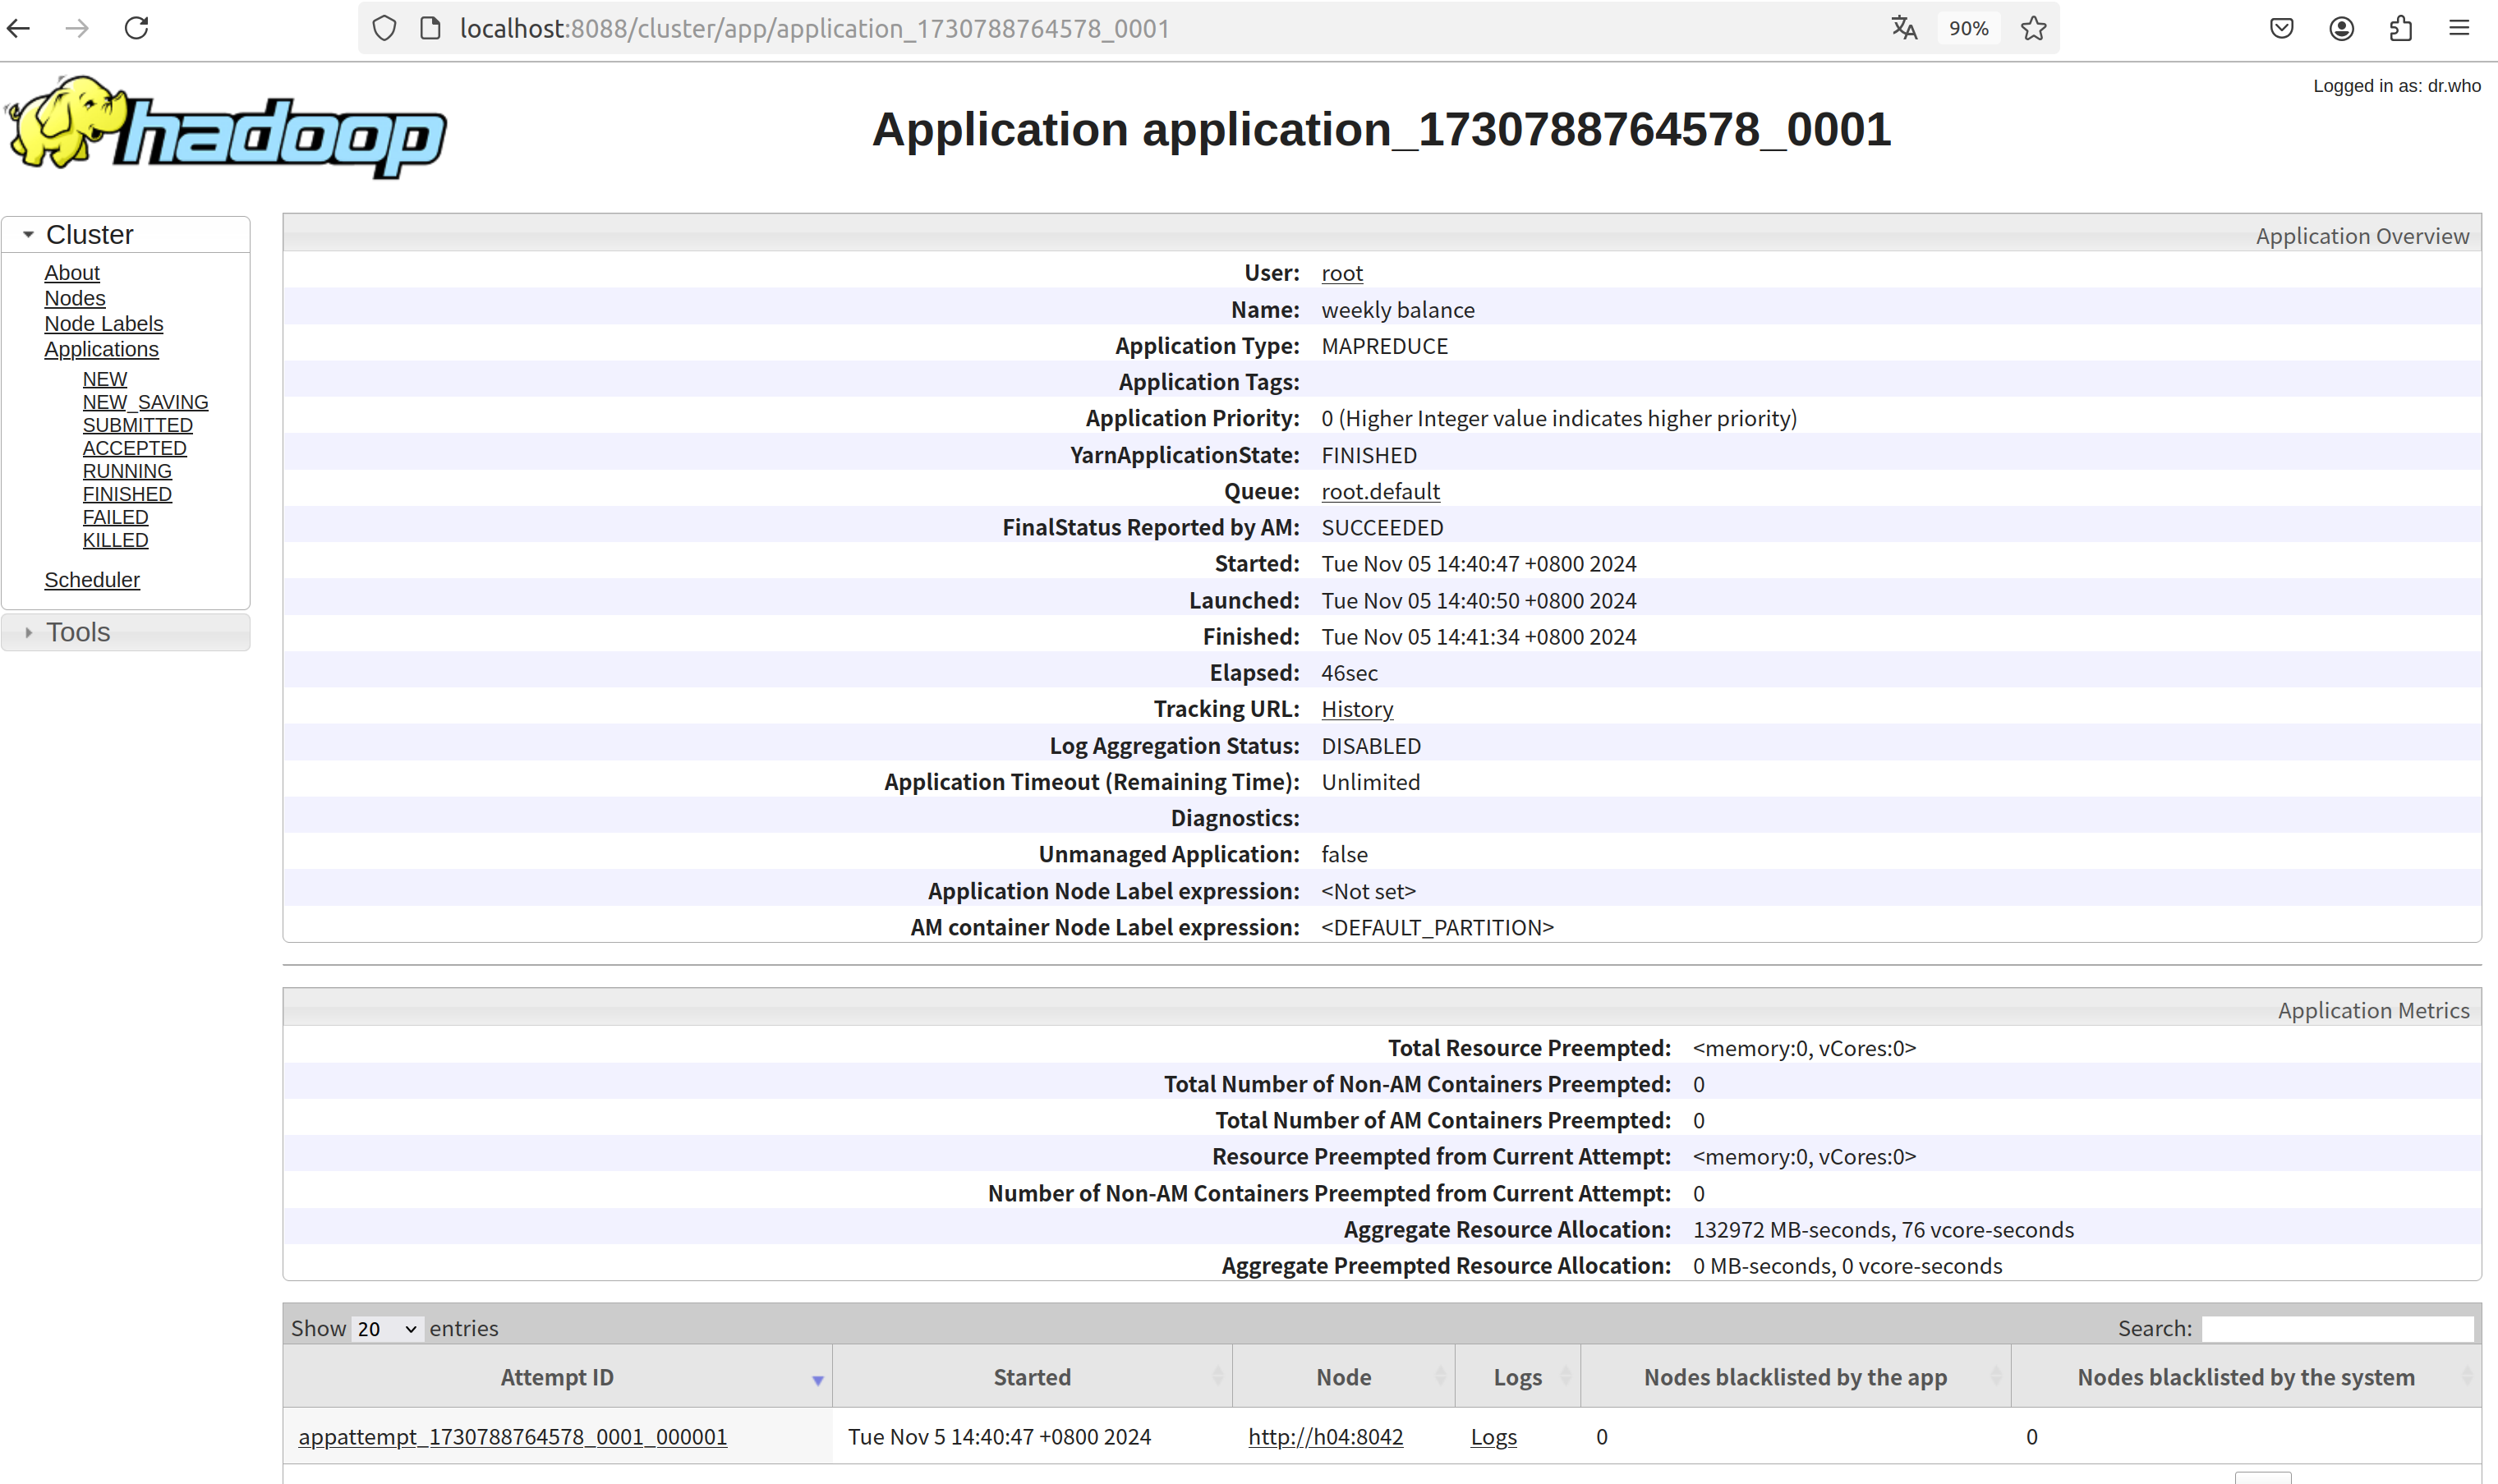 localhost:8088/cluster/app/application_1730788764578_0001
90%
hadoop
Logged in as: dr.who
Application application_1730788764578_0001
Cluster
About
Nodes
Node Labels
Applications
NEW
NEW_SAVING
SUBMITTED
ACCEPTED
RUNNING
FINISHED
FAILED
KILLED
Scheduler
Tools
Application Overview
User: root
Name: weekly balance
Application Type: MAPREDUCE
Application Tags:
Application Priority: 0 (Higher Integer value indicates higher priority)
YarnApplicationState: FINISHED
Queue: root.default
FinalStatus Reported by AM: SUCCEEDED
Started: Tue Nov 05 14:40:47 +0800 2024
Launched: Tue Nov 05 14:40:50 +0800 2024
Finished: Tue Nov 05 14:41:34 +0800 2024
Elapsed: 46sec
Tracking URL: History
Log Aggregation Status: DISABLED
Application Timeout (Remaining Time): Unlimited
Diagnostics:
Unmanaged Application: false
Application Node Label expression: <Not set>
AM container Node Label expression: <DEFAULT_PARTITION>
Application Metrics
Total Resource Preempted: <memory:0, vCores:0>
Total Number of Non-AM Containers Preempted: 0
Total Number of AM Containers Preempted: 0
Resource Preempted from Current Attempt: <memory:0, vCores:0>
Number of Non-AM Containers Preempted from Current Attempt: 0
Aggregate Resource Allocation: 132972 MB-seconds, 76 vcore-seconds
Aggregate Preempted Resource Allocation: 0 MB-seconds, 0 vcore-seconds
Show 20 entries Search:
Attempt ID Started Node Logs Nodes blacklisted by the app Nodes blacklisted by the system
appattempt_1730788764578_0001_000001 Tue Nov 5 14:40:47 +0800 2024 http://h04:8042 Logs 0 0